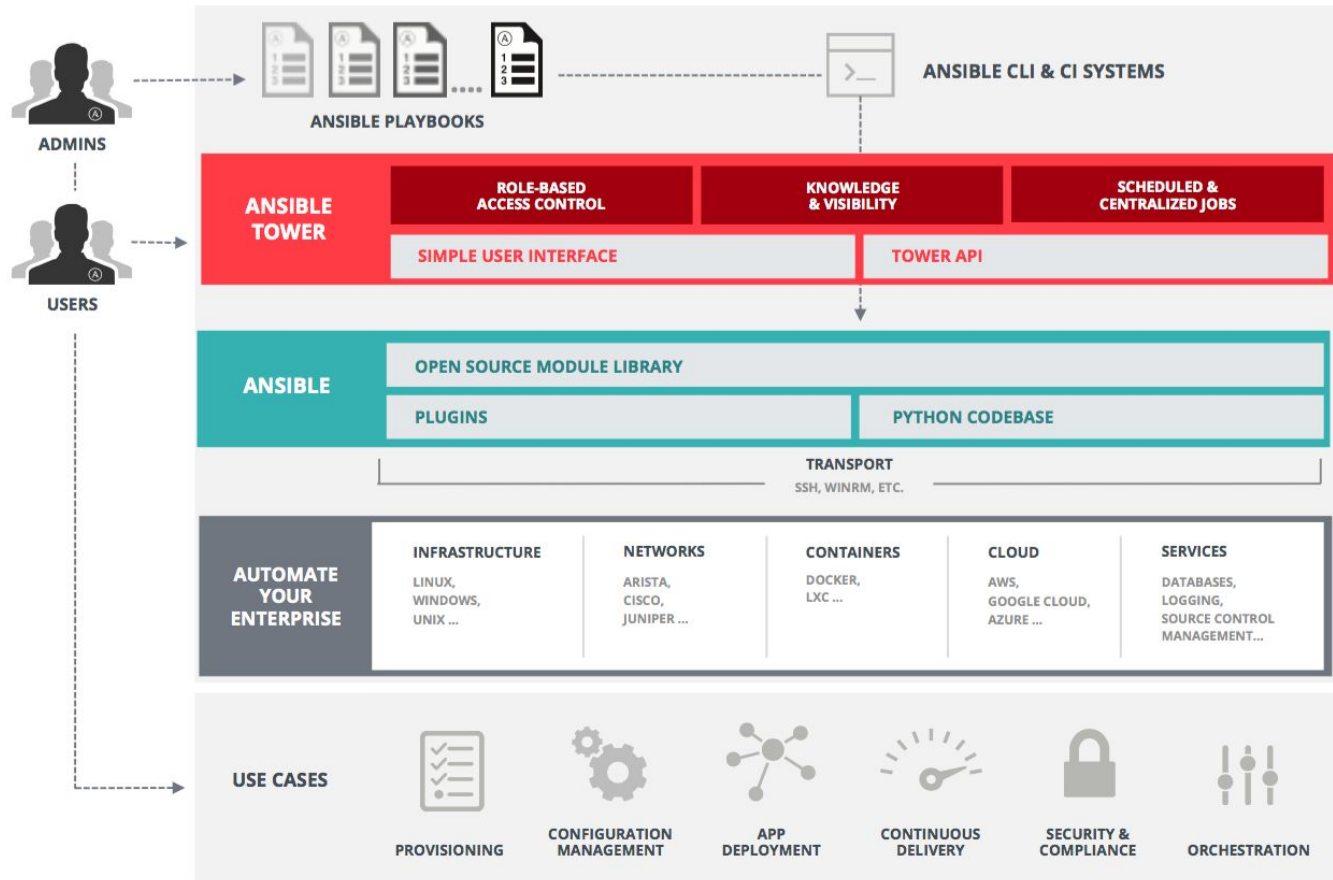 ANSIBLE CLI & CI SYSTEMS
ANSIBLE PLAYBOOKS
ADMINS
USERS
ANSIBLE
TOWER
ROLE-BASED
ACCESS CONTROL
KNOWLEDGE
& VISIBILITY
SCHEDULED &
CENTRALIZED JOBS
SIMPLE USER INTERFACE
TOWER API
ANSIBLE
OPEN SOURCE MODULE LIBRARY
PLUGINS
PYTHON CODEBASE
TRANSPORT
SSH, WINRM, ETC.
AUTOMATE
YOUR
ENTERPRISE
INFRASTRUCTURE
LINUX,
WINDOWS,
UNIX ...
NETWORKS
ARISTA,
CISCO,
JUNIPER ...
CONTAINERS
DOCKER,
LXC ...
CLOUD
AWS,
GOOGLE CLOUD,
AZURE ...
SERVICES
DATABASES,
LOGGING,
SOURCE CONTROL
MANAGEMENT...
USE CASES
PROVISIONING
CONFIGURATION
MANAGEMENT
APP
DEPLOYMENT
CONTINUOUS
DELIVERY
SECURITY &
COMPLIANCE
ORCHESTRATION